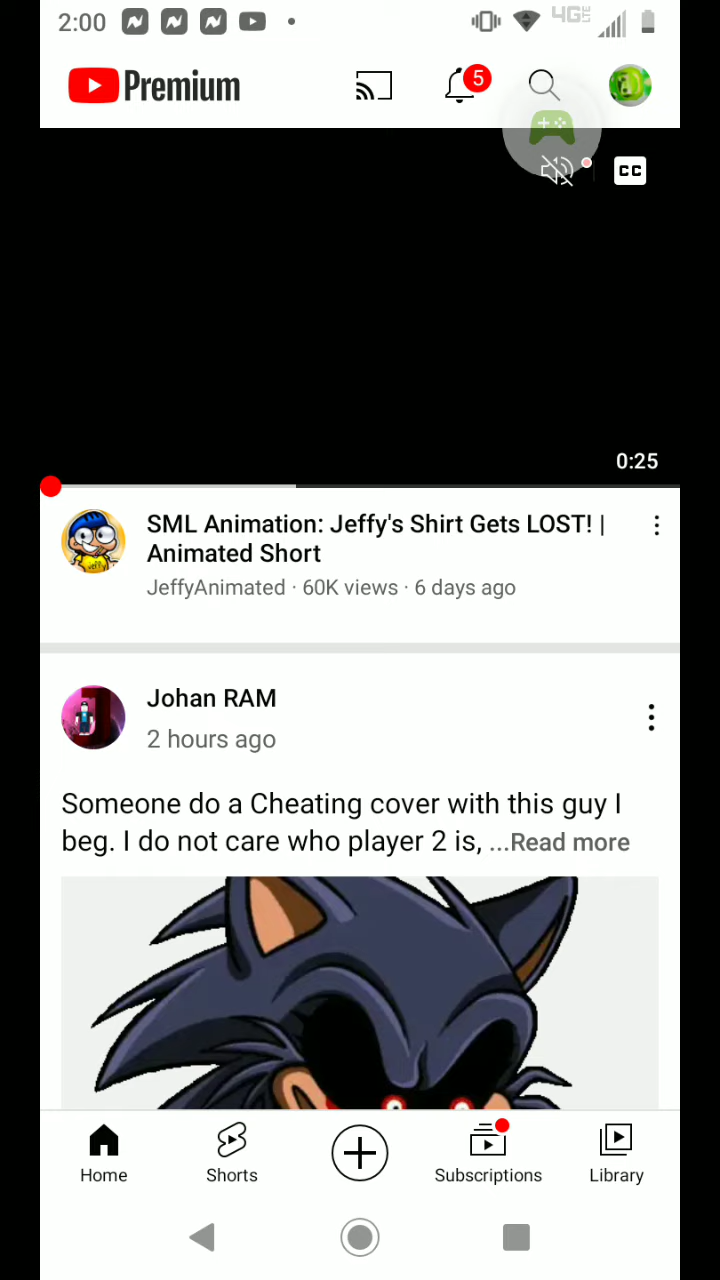 2:00
4G
Premium
5
CC
0:25
SML Animation: Jeffy's Shirt Gets LOST! |
Animated Short
JeffyAnimated · 60K views · 6 days ago
Johan RAM
2 hours ago
Someone do a Cheating cover with this guy I
beg. I do not care who player 2 is, ...Read more
Home
Shorts
Subscriptions
Library